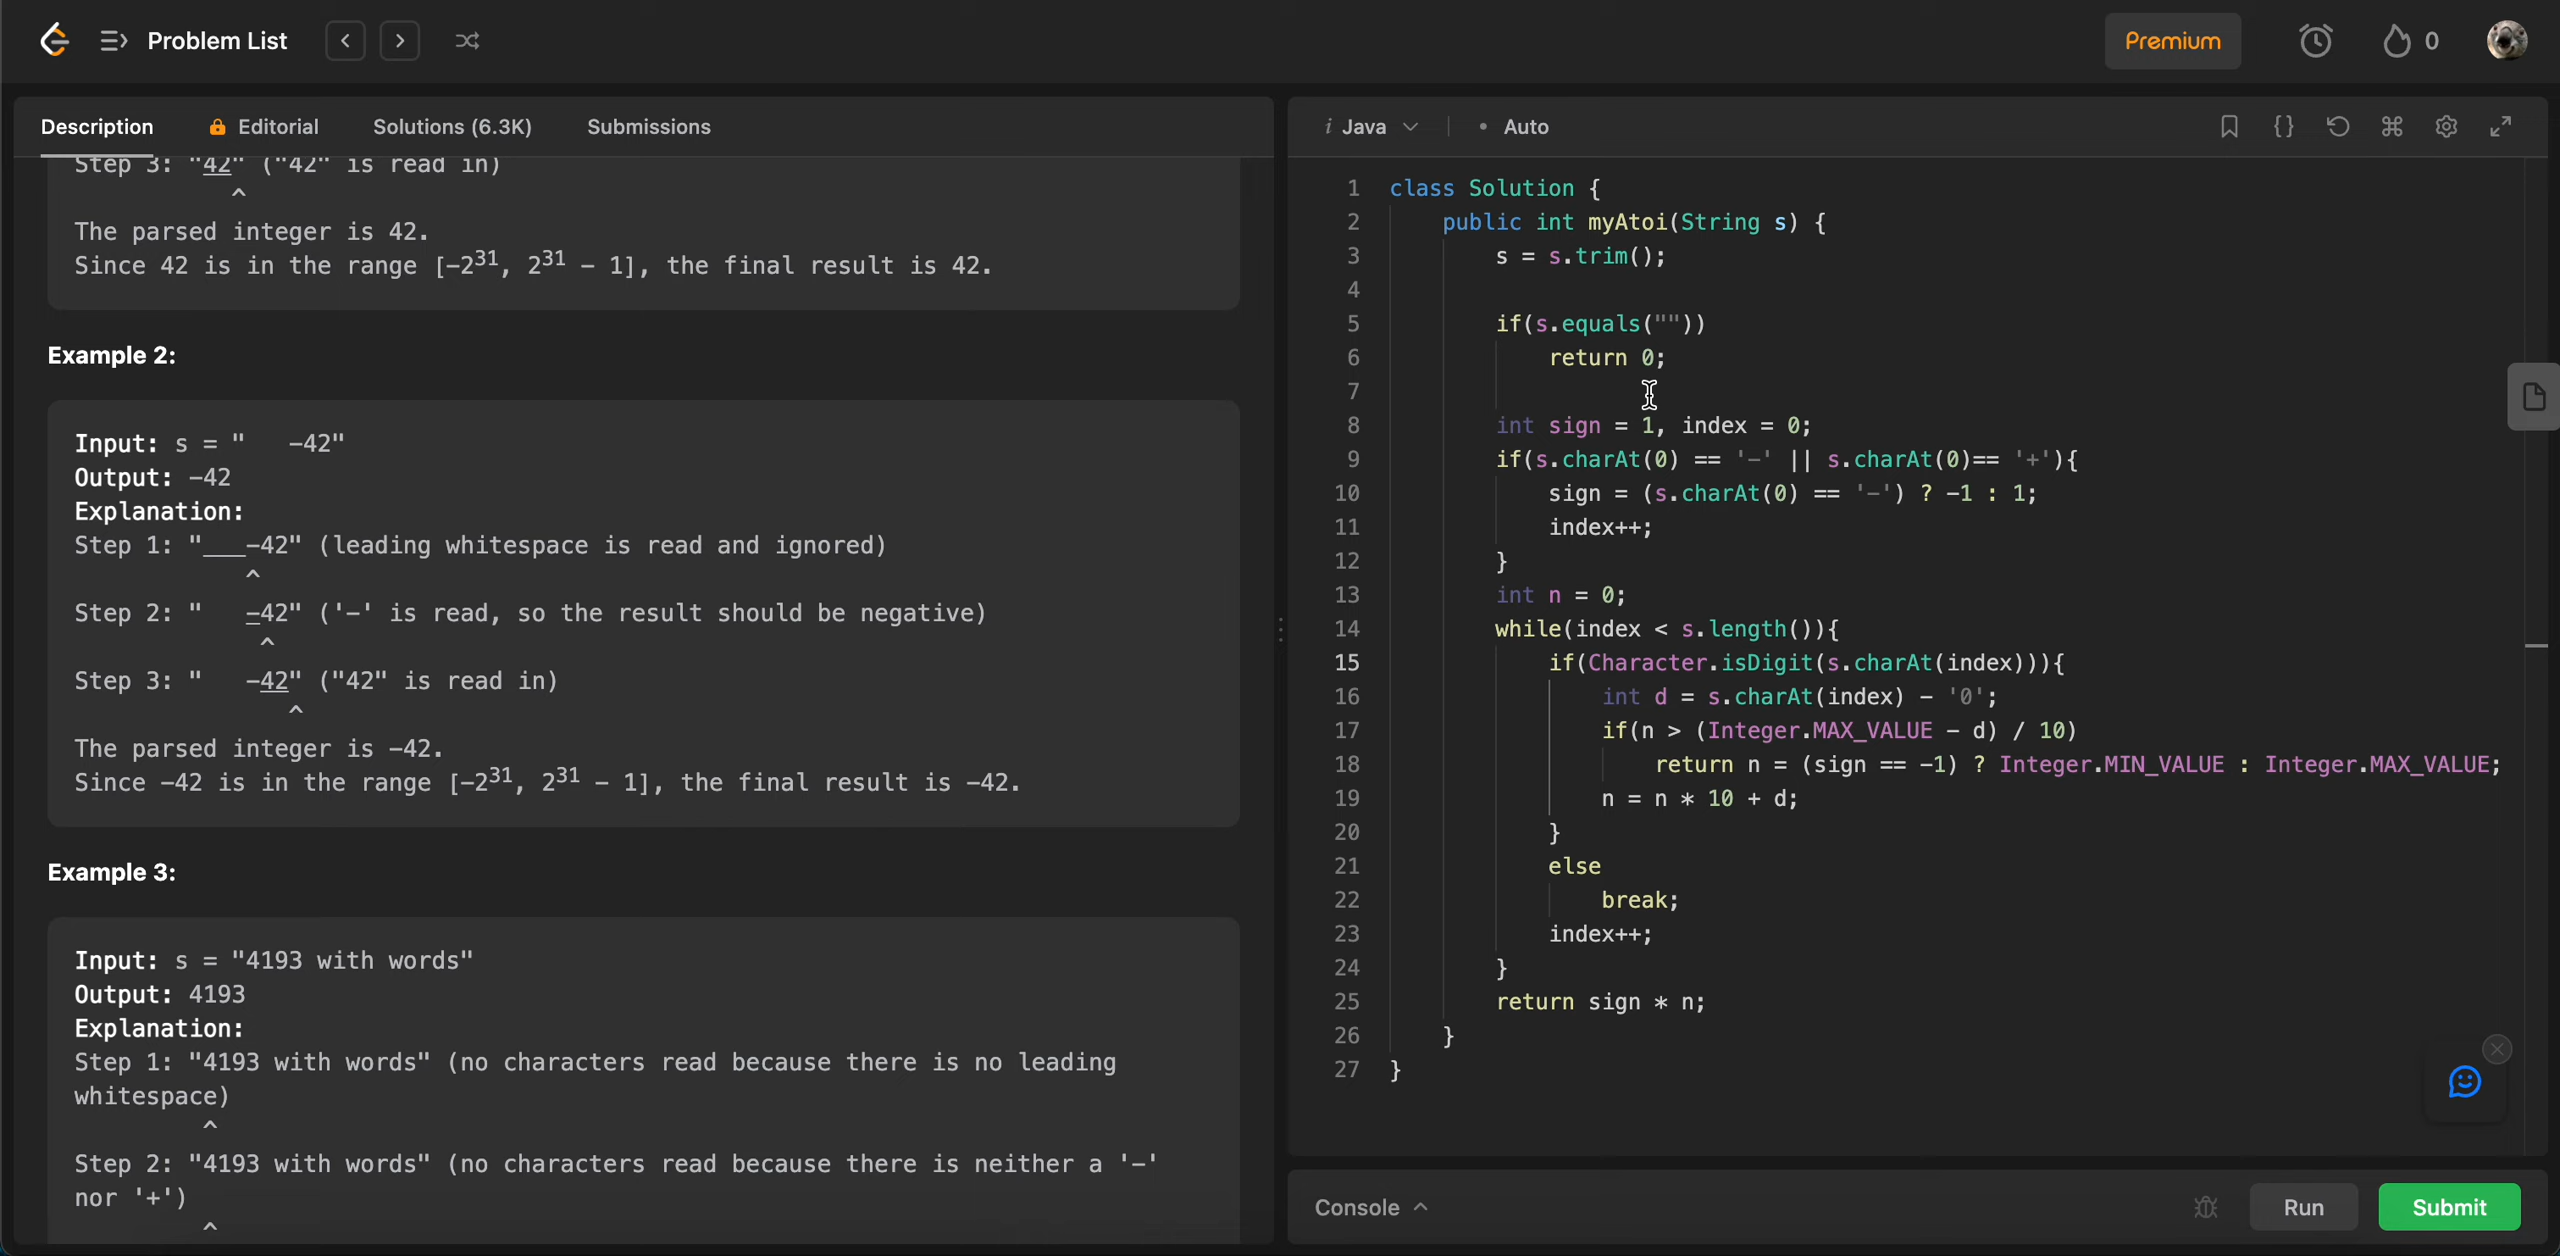 Problem List
Premium
0
Description
Editorial
Solutions (6.3K)
Submissions
Step 3: "42" ("42" is read in)
^
The parsed integer is 42.
Since 42 is in the range [-2³¹, 2³¹ - 1], the final result is 42.
Example 2:
Input: s = "   -42"
Output: -42
Explanation:
Step 1: "___-42" (leading whitespace is read and ignored)
^
Step 2: "   -42" ('-' is read, so the result should be negative)
^
Step 3: "   -42" ("42" is read in)
^
The parsed integer is -42.
Since -42 is in the range [-2³¹, 2³¹ - 1], the final result is -42.
Example 3:
Input: s = "4193 with words"
Output: 4193
Explanation:
Step 1: "4193 with words" (no characters read because there is no leading
whitespace)
^
Step 2: "4193 with words" (no characters read because there is neither a '-'
nor '+')
^
i Java
• Auto
1 class Solution {
2     public int myAtoi(String s) {
3         s = s.trim();
4
5         if(s.equals(""))
6             return 0;
7
8         int sign = 1, index = 0;
9         if(s.charAt(0) == '-' || s.charAt(0)== '+'){
10             sign = (s.charAt(0) == '-') ? -1 : 1;
11             index++;
12         }
13         int n = 0;
14         while(index < s.length()){
15             if(Character.isDigit(s.charAt(index))){
16                 int d = s.charAt(index) - '0';
17                 if(n > (Integer.MAX_VALUE - d) / 10)
18                     return n = (sign == -1) ? Integer.MIN_VALUE : Integer.MAX_VALUE;
19                 n = n * 10 + d;
20             }
21             else
22                 break;
23             index++;
24         }
25         return sign * n;
26     }
27 }
Console
Run
Submit